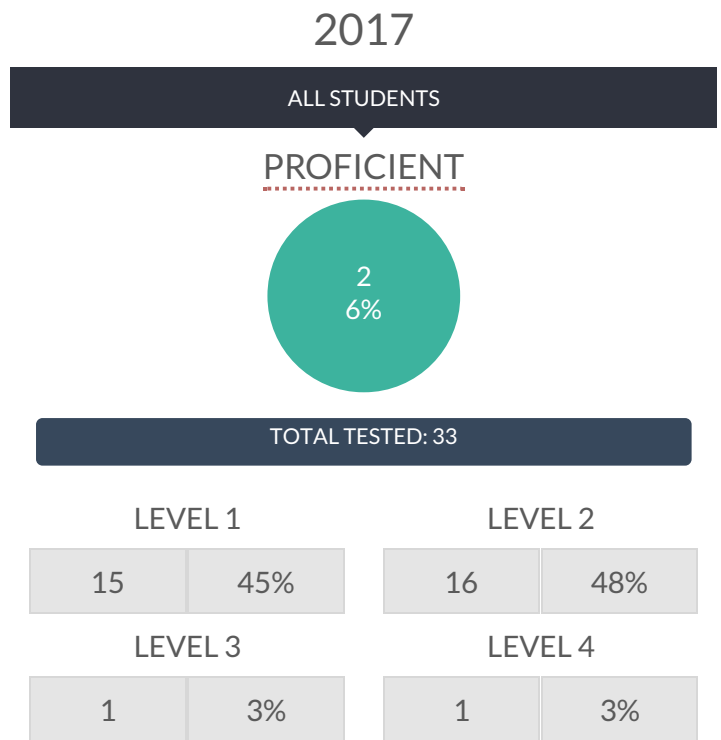 2017
ALL STUDENTS
PROFICIENT
2
6%
TOTAL TESTED: 33
LEVEL 1 LEVEL 2
15 45% 16 48%
LEVEL 3 LEVEL 4
1 3% 1 3%